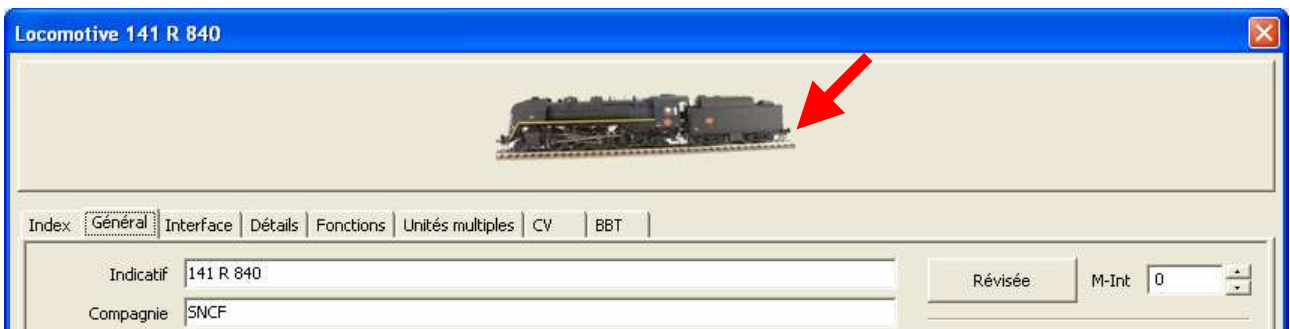 Locomotive 141 R 840
Index Général Interface Détails Fonctions Unités multiples CV BBT
Indicatif 141 R 840 Révisée M-Int 0
Compagnie SNCF